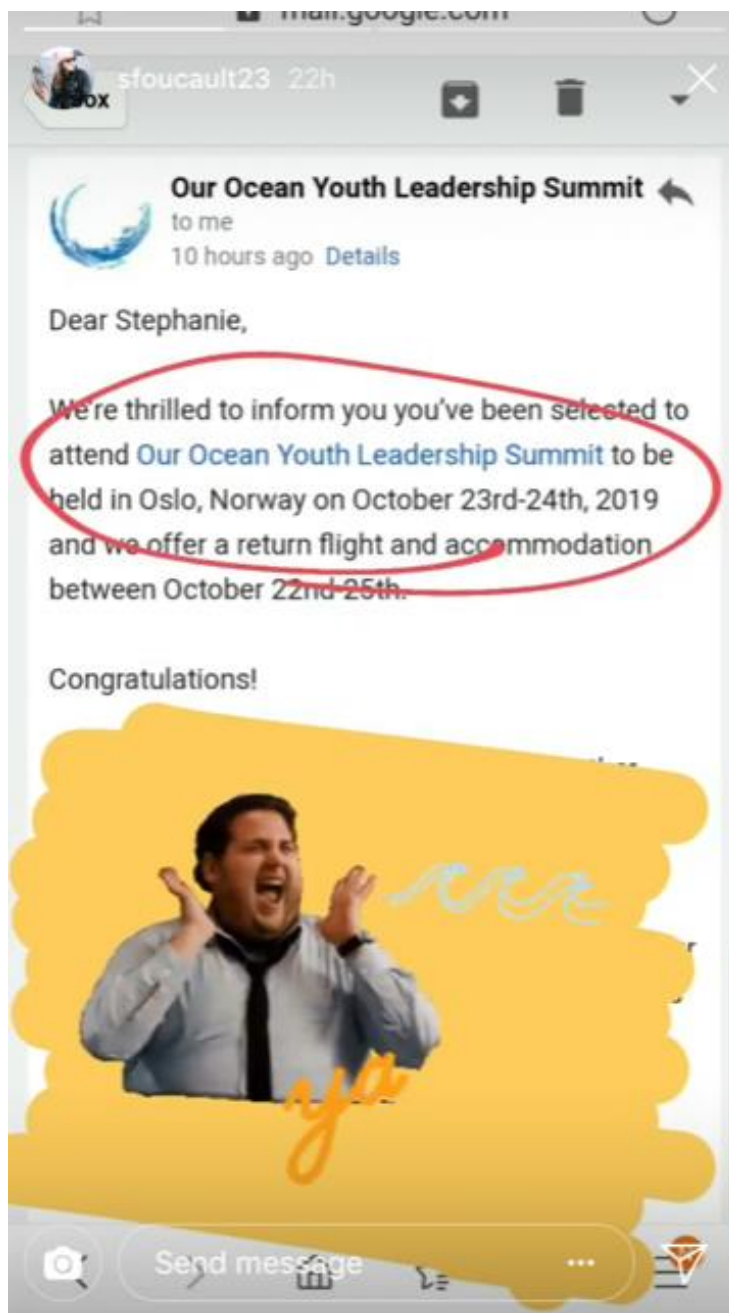 mail.google.com
sfoucault23 22h
Our Ocean Youth Leadership Summit
to me
10 hours ago Details
Dear Stephanie,
We're thrilled to inform you you've been selected to
attend Our Ocean Youth Leadership Summit to be
held in Oslo, Norway on October 23rd-24th, 2019
and we offer a return flight and accommodation
between October 22nd-25th.
Congratulations!
ya
Send message